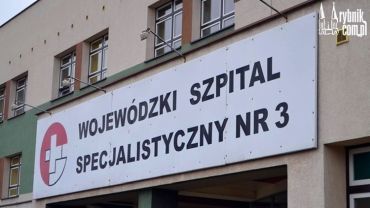 rybnik
com.pl
WOJEWÓDZKI SZPITAL
SPECJALISTYCZNY NR 3